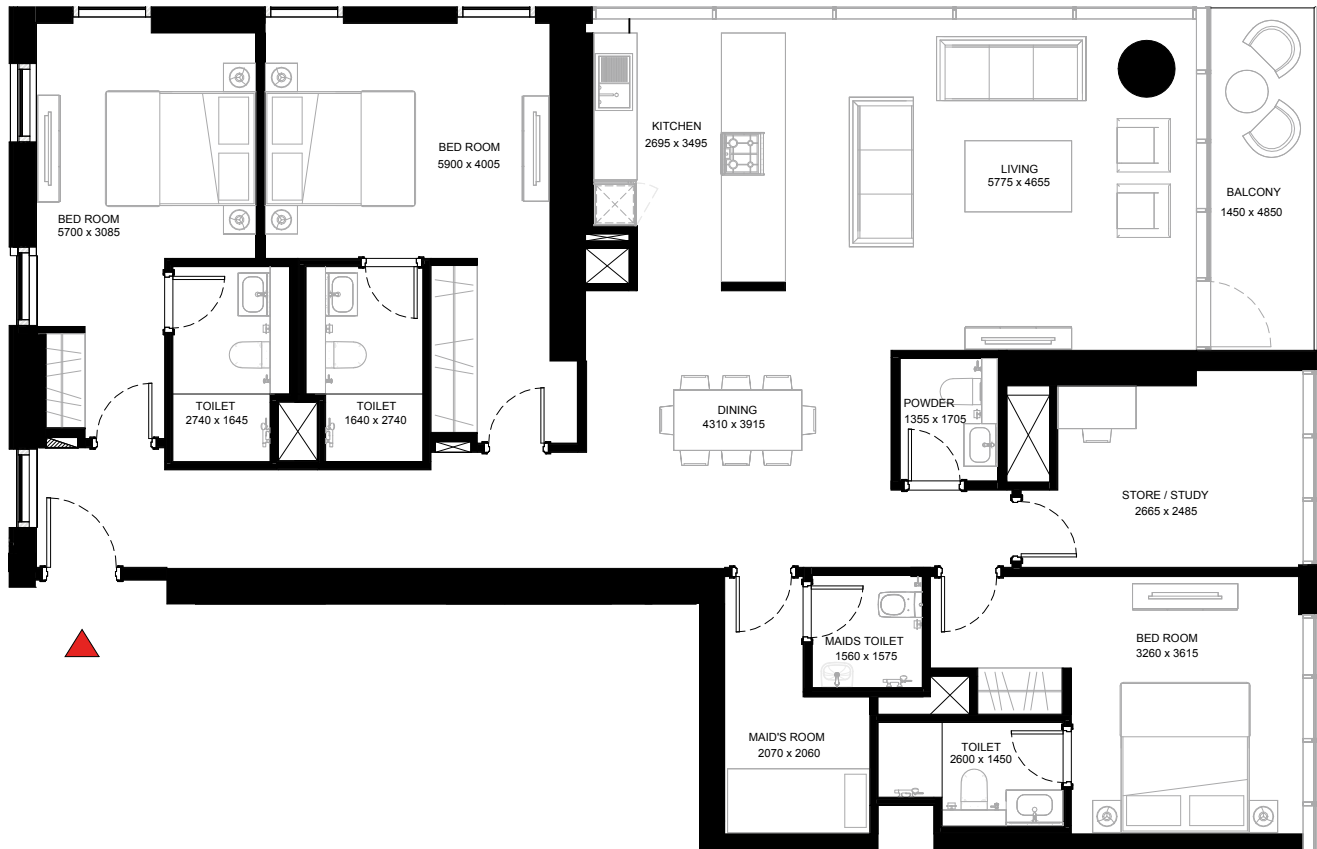 BED ROOM
5700 x 3085
BED ROOM
5900 x 4005
KITCHEN
2695 x 3495
LIVING
5775 x 4655
BALCONY
1450 x 4850
TOILET
2740 x 1645
TOILET
1640 x 2740
DINING
4310 x 3915
POWDER
1355 x 1705
STORE / STUDY
2665 x 2485
MAIDS TOILET
1560 x 1575
BED ROOM
3260 x 3615
MAID'S ROOM
2070 x 2060
TOILET
2600 x 1450